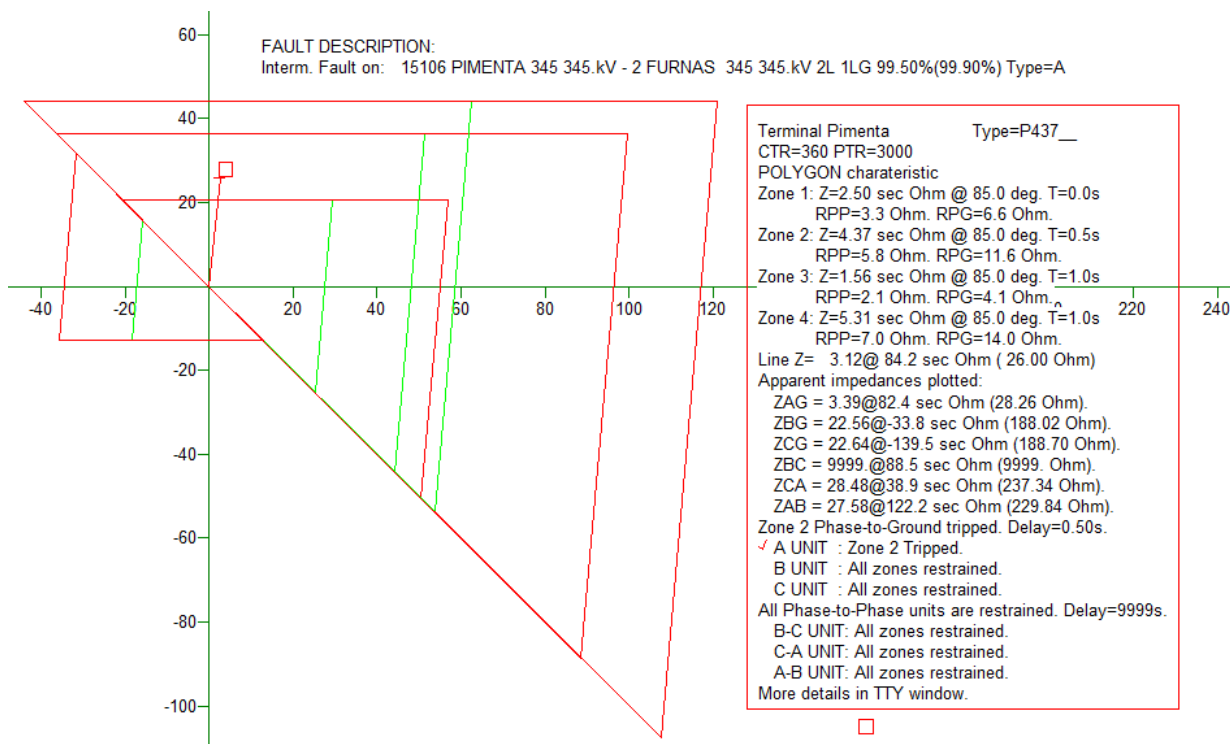 FAULT DESCRIPTION:
Interm. Fault on: 15106 PIMENTA 345 345.kV - 2 FURNAS 345 345.kV 2L 1LG 99.50%(99.90%) Type=A
60
40
20
-40
-20
20
40
60
80
100
120
220
240
-20
-40
-60
-80
-100
Terminal Pimenta Type=P437__
CTR=360 PTR=3000
POLYGON charateristic
Zone 1: Z=2.50 sec Ohm @ 85.0 deg. T=0.0s
RPP=3.3 Ohm. RPG=6.6 Ohm.
Zone 2: Z=4.37 sec Ohm @ 85.0 deg. T=0.5s
RPP=5.8 Ohm. RPG=11.6 Ohm.
Zone 3: Z=1.56 sec Ohm @ 85.0 deg. T=1.0s
RPP=2.1 Ohm. RPG=4.1 Ohm.
Zone 4: Z=5.31 sec Ohm @ 85.0 deg. T=1.0s
RPP=7.0 Ohm. RPG=14.0 Ohm.
Line Z= 3.12@ 84.2 sec Ohm ( 26.00 Ohm)
Apparent impedances plotted:
ZAG = 3.39@82.4 sec Ohm (28.26 Ohm).
ZBG = 22.56@-33.8 sec Ohm (188.02 Ohm).
ZCG = 22.64@-139.5 sec Ohm (188.70 Ohm).
ZBC = 9999.@88.5 sec Ohm (9999. Ohm).
ZCA = 28.48@38.9 sec Ohm (237.34 Ohm).
ZAB = 27.58@122.2 sec Ohm (229.84 Ohm).
Zone 2 Phase-to-Ground tripped. Delay=0.50s.
✓ A UNIT : Zone 2 Tripped.
B UNIT : All zones restrained.
C UNIT : All zones restrained.
All Phase-to-Phase units are restrained. Delay=9999s.
B-C UNIT: All zones restrained.
C-A UNIT: All zones restrained.
A-B UNIT: All zones restrained.
More details in TTY window.